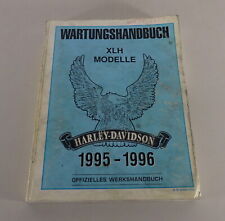 WARTUNGSHANDBUCH
XLH
MODELLE
HARLEY-DAVIDSON
1995 - 1996
OFFIZIELLES WERKSHANDBUCH